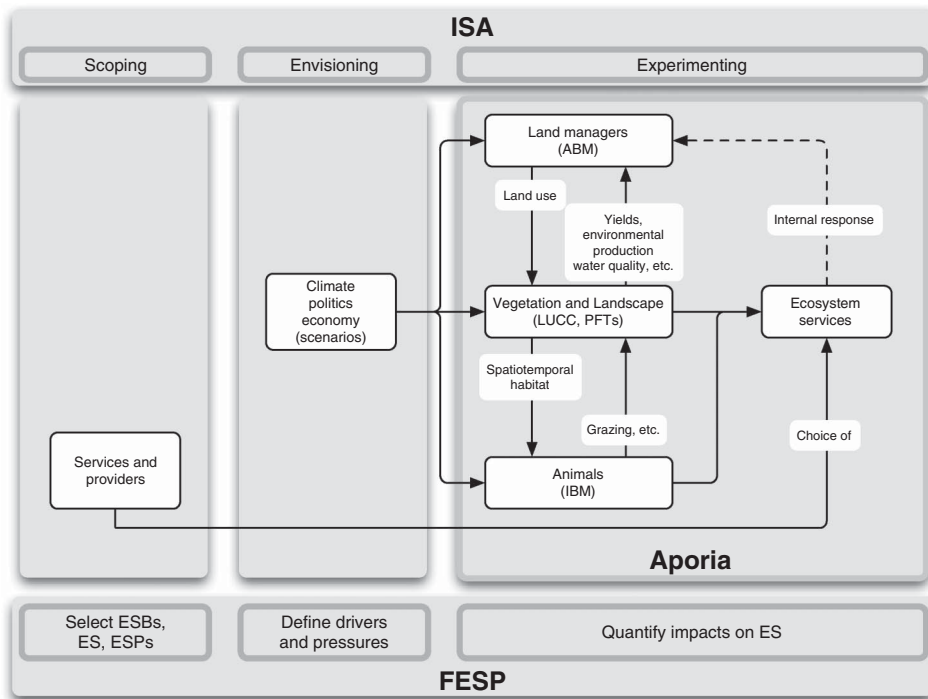 ISA
Scoping
Envisioning
Experimenting
Land managers
(ABM)
Land use
Yields,
environmental
production
water quality, etc.
Internal response
Climate
politics
economy
(scenarios)
Vegetation and Landscape
(LUCC, PFTs)
Ecosystem
services
Spatiotemporal
habitat
Grazing, etc.
Choice of
Services and
providers
Animals
(IBM)
Aporia
Select ESBs,
ES, ESPs
Define drivers
and pressures
Quantify impacts on ES
FESP